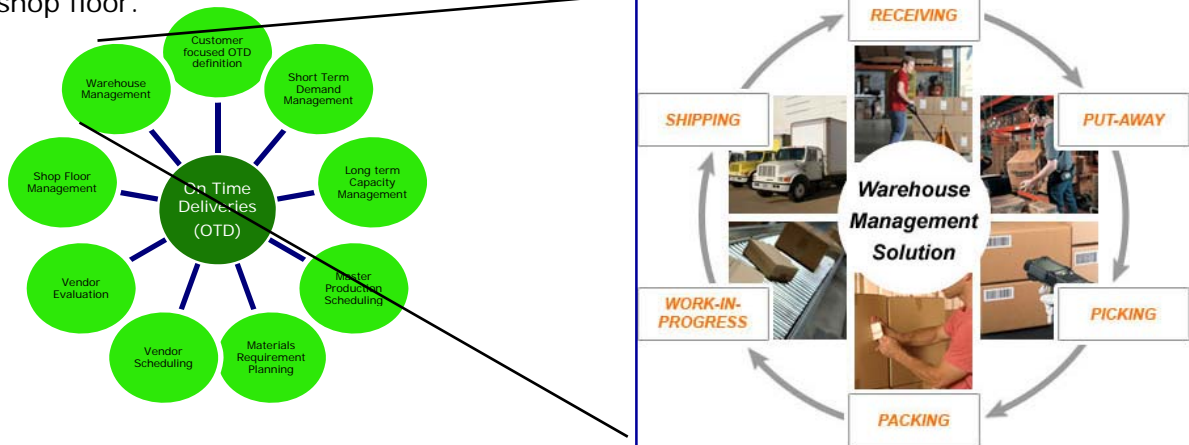 shop floor.
Customer
focused OTD
definition
Short Term
Demand
Management
Long term
Capacity
Management
Master
Production
Scheduling
Materials
Requirement
Planning
Vendor
Scheduling
Vendor
Evaluation
Shop Floor
Management
Warehouse
Management
On Time
Deliveries
(OTD)
RECEIVING
PUT-AWAY
PICKING
PACKING
WORK-IN-
PROGRESS
SHIPPING
Warehouse
Management
Solution